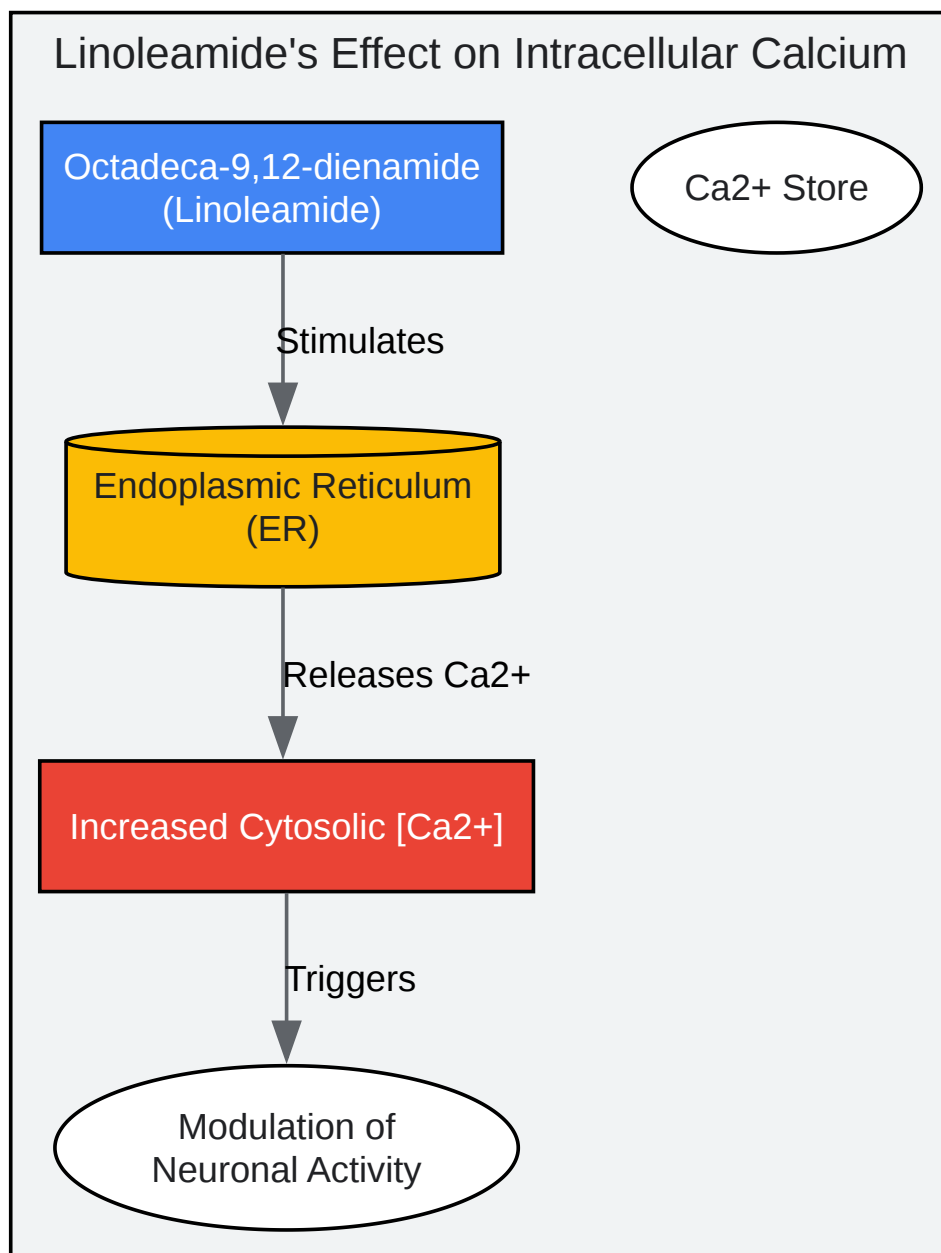 Linoleamide's Effect on Intracellular Calcium
Octadeca-9,12-dienamide
(Linoleamide)
Ca2+ Store
Stimulates
Endoplasmic Reticulum
(ER)
Releases Ca2+
Increased Cytosolic [Ca2+]
Triggers
Modulation of
Neuronal Activity